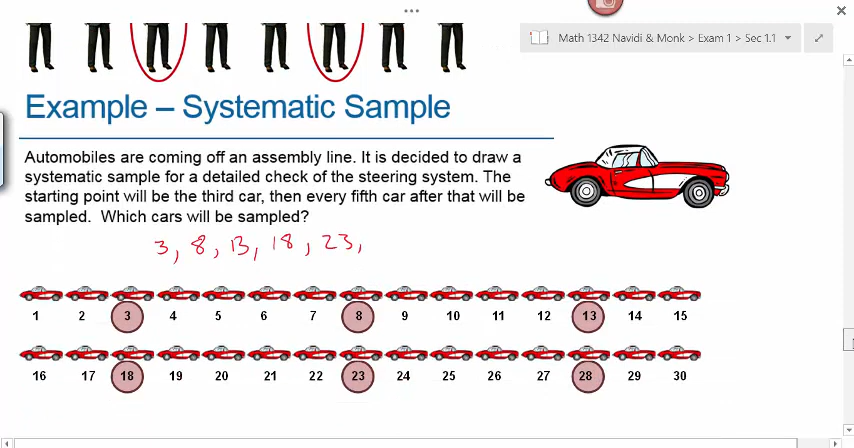 Math 1342 Navidi & Monk > Exam 1 > Sec 1.1
Example – Systematic Sample
Automobiles are coming off an assembly line. It is decided to draw a
systematic sample for a detailed check of the steering system. The
starting point will be the third car, then every fifth car after that will be
sampled. Which cars will be sampled?
3, 8, 13, 18, 23,
1 2 3 4 5 6 7 8 9 10 11 12 13 14 15
16 17 18 19 20 21 22 23 24 25 26 27 28 29 30